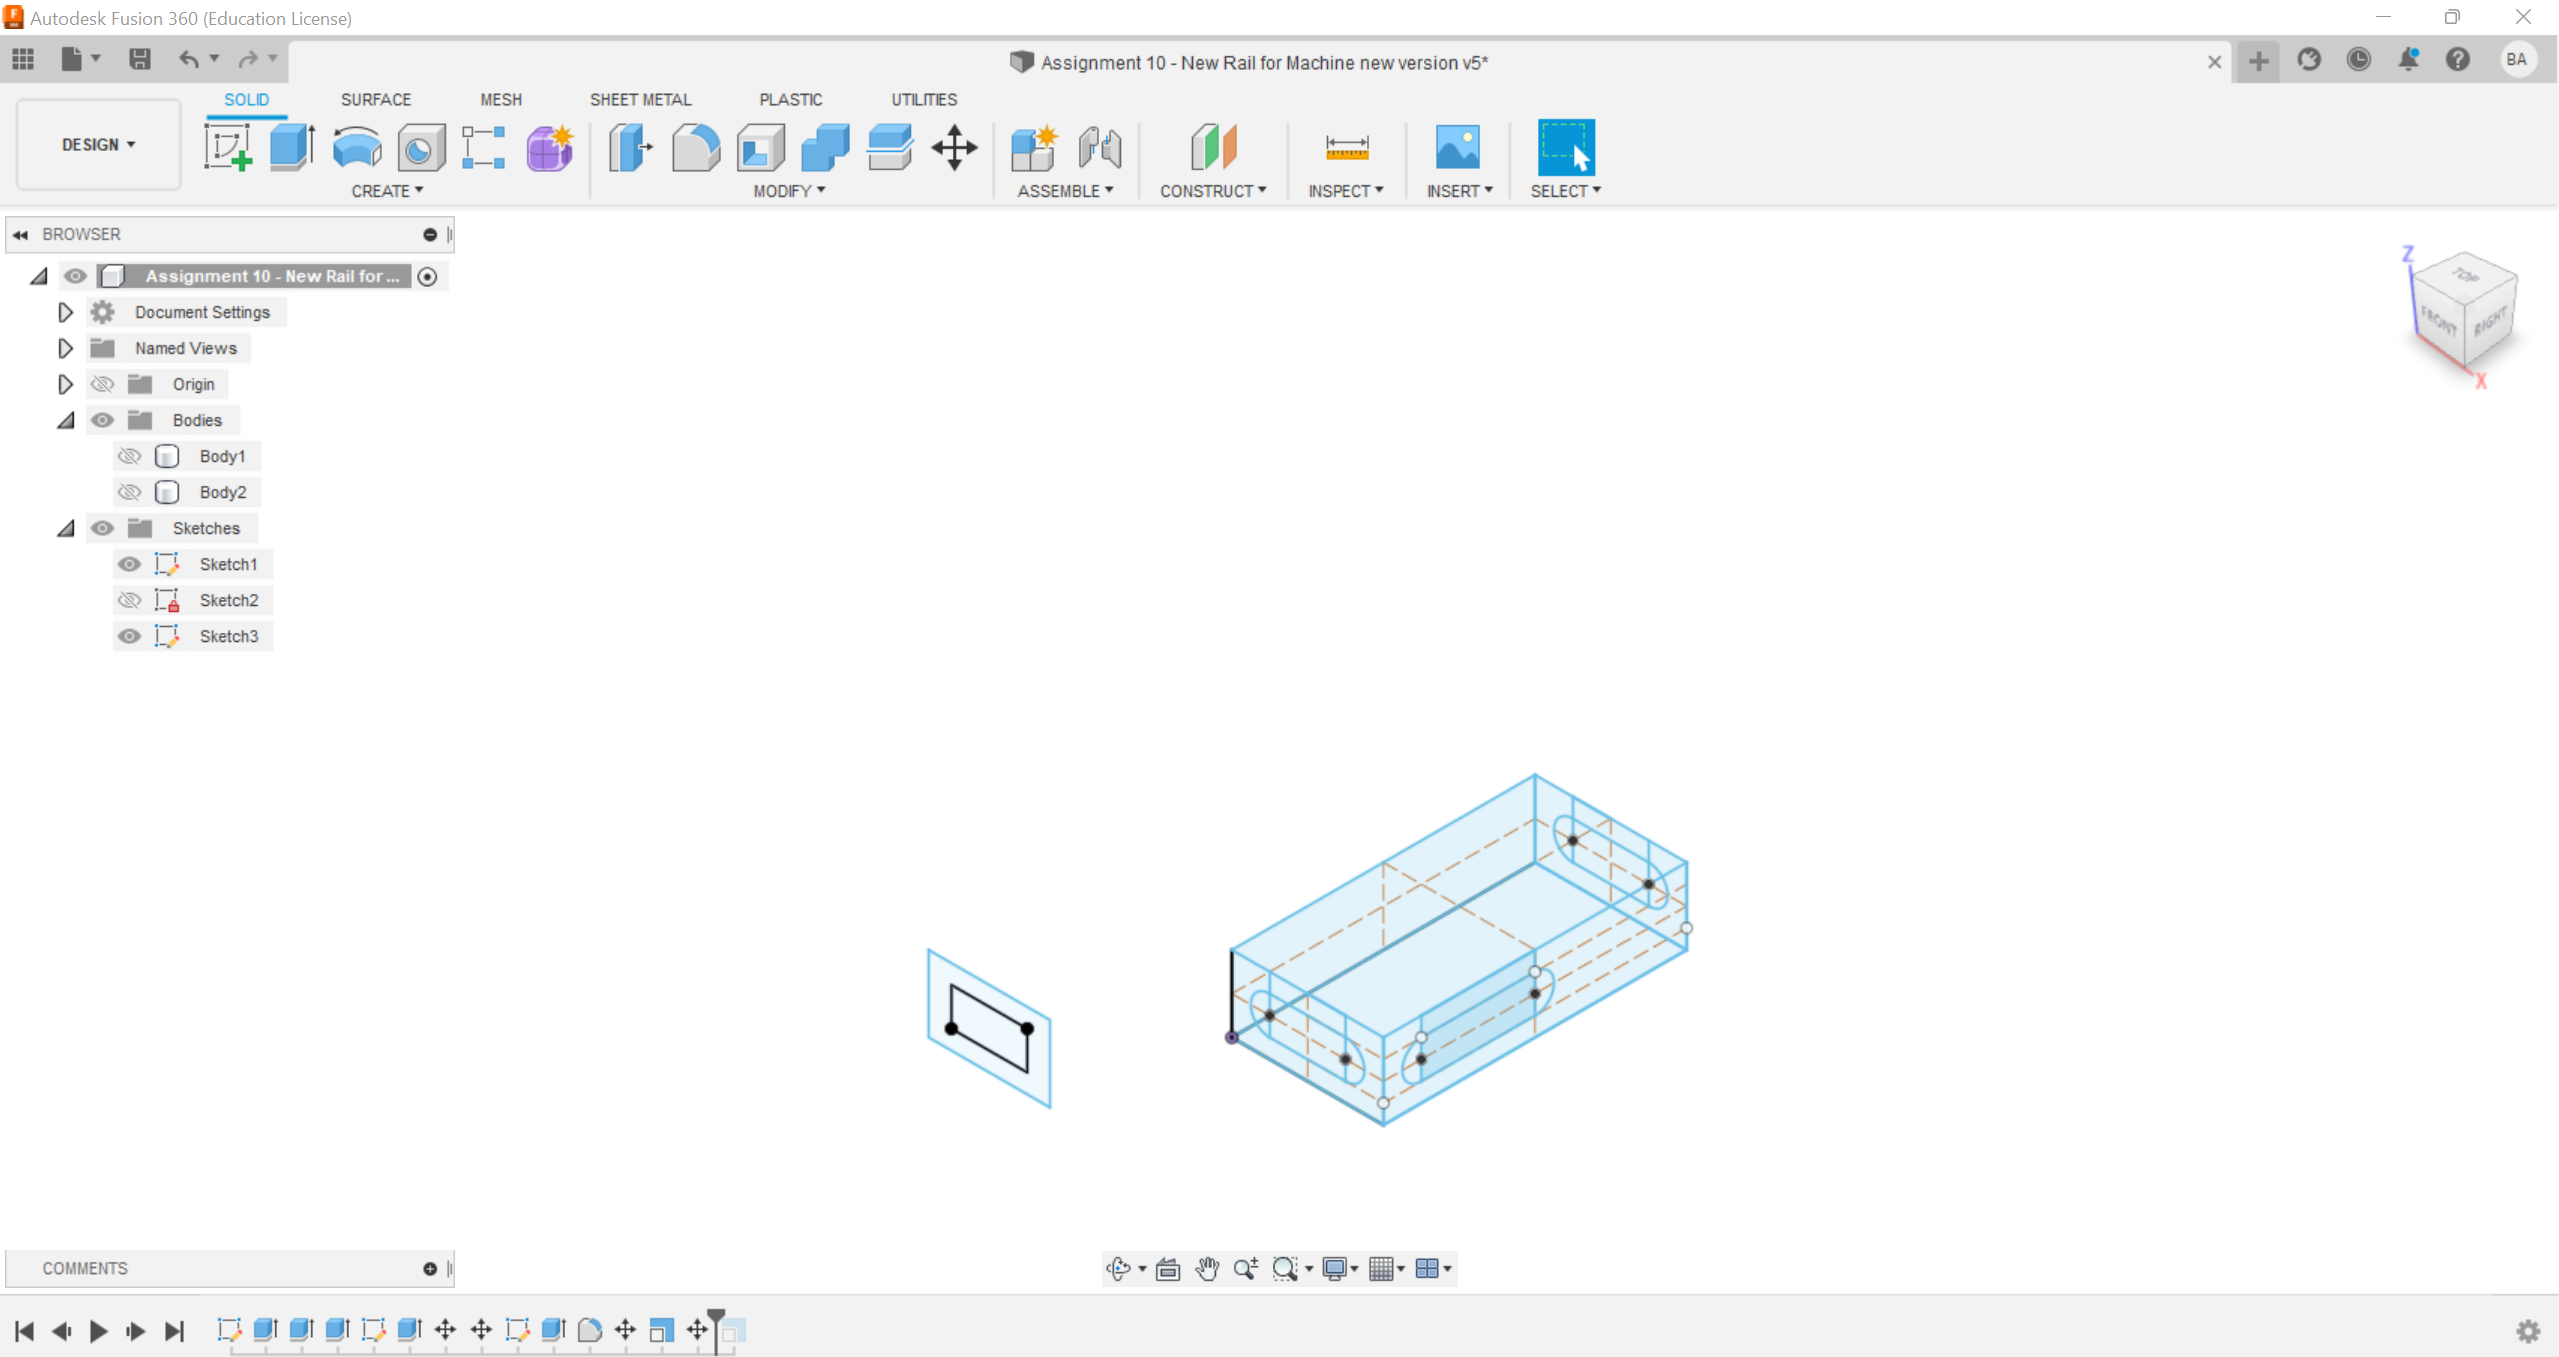 Autodesk Fusion 360 (Education License)
Assignment 10 - New Rail for Machine new version v5*
BA
SOLID SURFACE MESH SHEET METAL PLASTIC UTILITIES
DESIGN
CREATE MODIFY ASSEMBLE CONSTRUCT INSPECT INSERT SELECT
BROWSER
Assignment 10 - New Rail for ...
Document Settings
Named Views
Origin
Bodies
Body1
Body2
Sketches
Sketch1
Sketch2
Sketch3
Z
TOP
FRONT RIGHT
X
COMMENTS